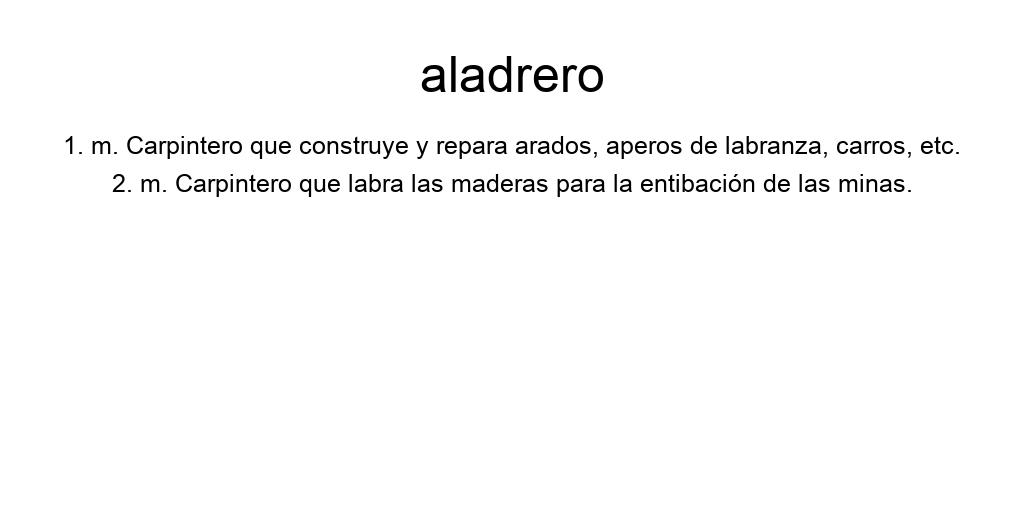 aladrero
1. m. Carpintero que construye y repara arados, aperos de labranza, carros, etc.
2. m. Carpintero que labra las maderas para la entibación de las minas.